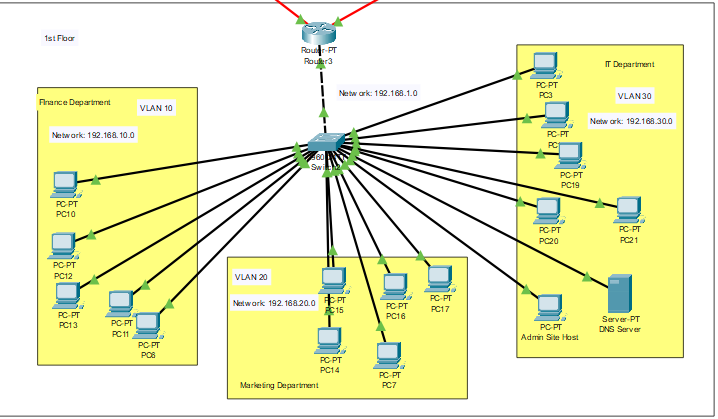 1st Floor
Router-PT
Router3
Network: 192.168.1.0
IT Department
VLAN 30
Network: 192.168.30.0
PC-PT
PC3
PC-PT
PC-PT
PC19
PC-PT
PC20
PC-PT
PC21
PC-PT
Admin Site Host
Server-PT
DNS Server
Finance Department
VLAN 10
Network: 192.168.10.0
PC-PT
PC10
PC-PT
PC12
PC-PT
PC13
PC-PT
PC11
PC-PT
PC6
VLAN 20
Network: 192.168.20.0
PC-PT
PC15
PC-PT
PC16
PC-PT
PC17
PC-PT
PC14
PC-PT
PC7
Marketing Department